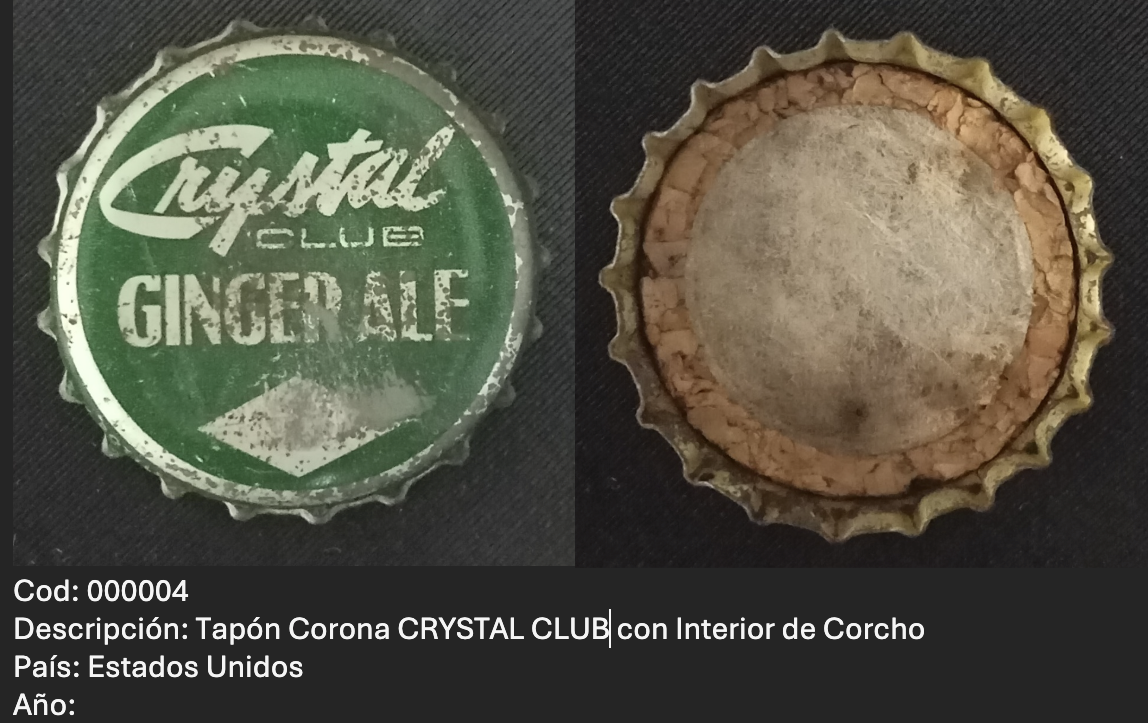 Crystal
CLUB
GINGER ALE
Cod: 000004
Descripción: Tapón Corona CRYSTAL CLUB con Interior de Corcho
País: Estados Unidos
Año: